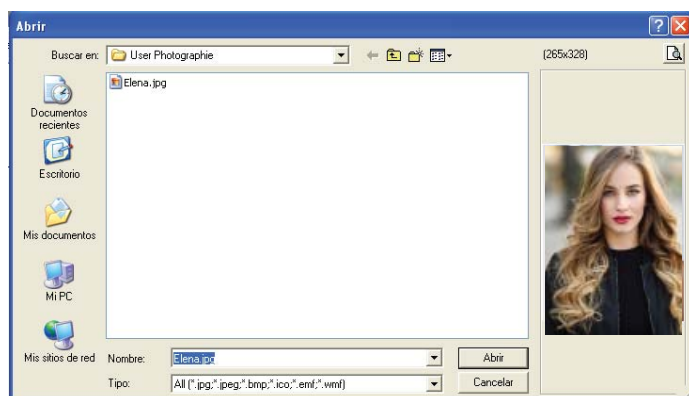 Abrir
Buscar en: User Photographie
(265x328)
Elena.jpg
Documentos
recientes
Escritorio
Mis documentos
Mi PC
Mis sitios de red
Nombre: Elena.jpg Abrir
Tipo: All (*.jpg;*.jpeg;*.bmp;*.ico;*.emf;*.wmf) Cancelar